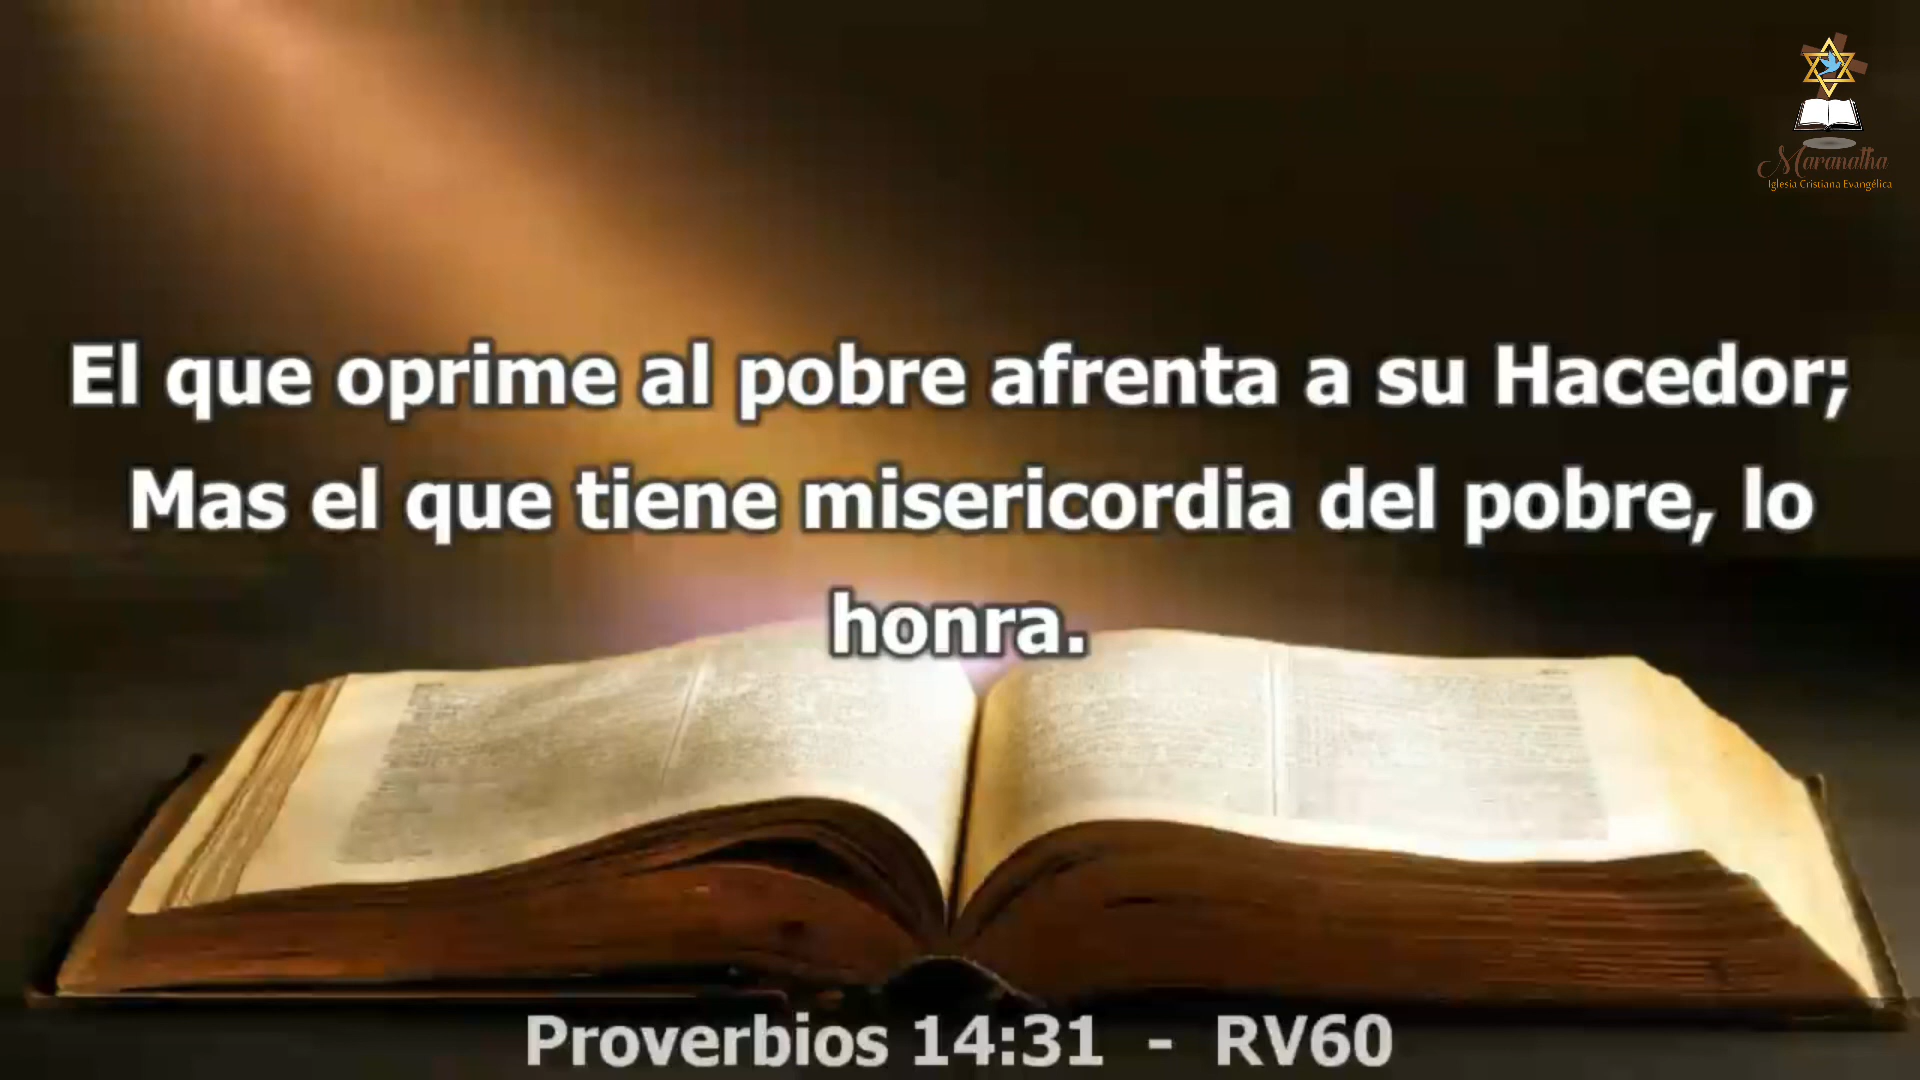 Maranatha
Iglesia Cristiana Evangélica
El que oprime al pobre afrenta a su Hacedor;
Mas el que tiene misericordia del pobre, lo
honra.
Proverbios 14:31 - RV60